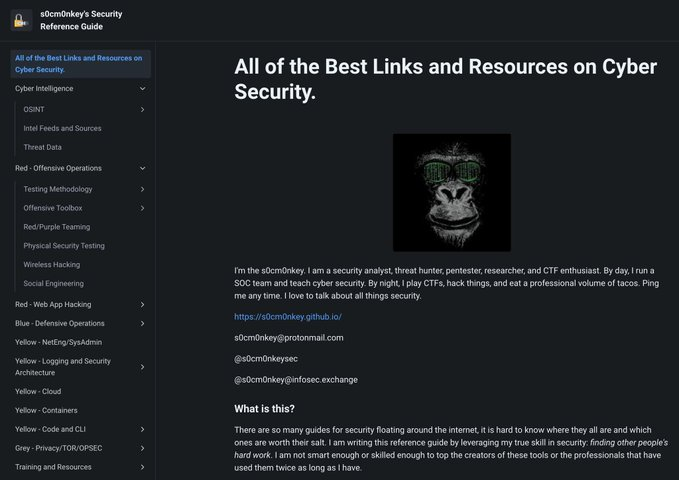 s0cm0nkey's Security
Reference Guide
All of the Best Links and Resources on
Cyber Security.
Cyber Intelligence
OSINT
Intel Feeds and Sources
Threat Data
Red - Offensive Operations
Testing Methodology
Offensive Toolbox
Red/Purple Teaming
Physical Security Testing
Wireless Hacking
Social Engineering
Red - Web App Hacking
Blue - Defensive Operations
Yellow - NetEng/SysAdmin
Yellow - Logging and Security
Architecture
Yellow - Cloud
Yellow - Containers
Yellow - Code and CLI
Grey - Privacy/TOR/OPSEC
Training and Resources
All of the Best Links and Resources on Cyber
Security.
I'm the s0cm0nkey. I am a security analyst, threat hunter, pentester, researcher, and CTF enthusiast. By day, I run a
SOC team and teach cyber security. By night, I play CTFs, hack things, and eat a professional volume of tacos. Ping
me any time. I love to talk about all things security.
https://s0cm0nkey.github.io/
s0cm0nkey@protonmail.com
@s0cm0nkeysec
@s0cm0nkey@infosec.exchange
What is this?
There are so many guides for security floating around the internet, it is hard to know where they all are and which
ones are worth their salt. I am writing this reference guide by leveraging my true skill in security: finding other people's
hard work. I am not smart enough or skilled enough to top the creators of these tools or the professionals that have
used them twice as long as I have.